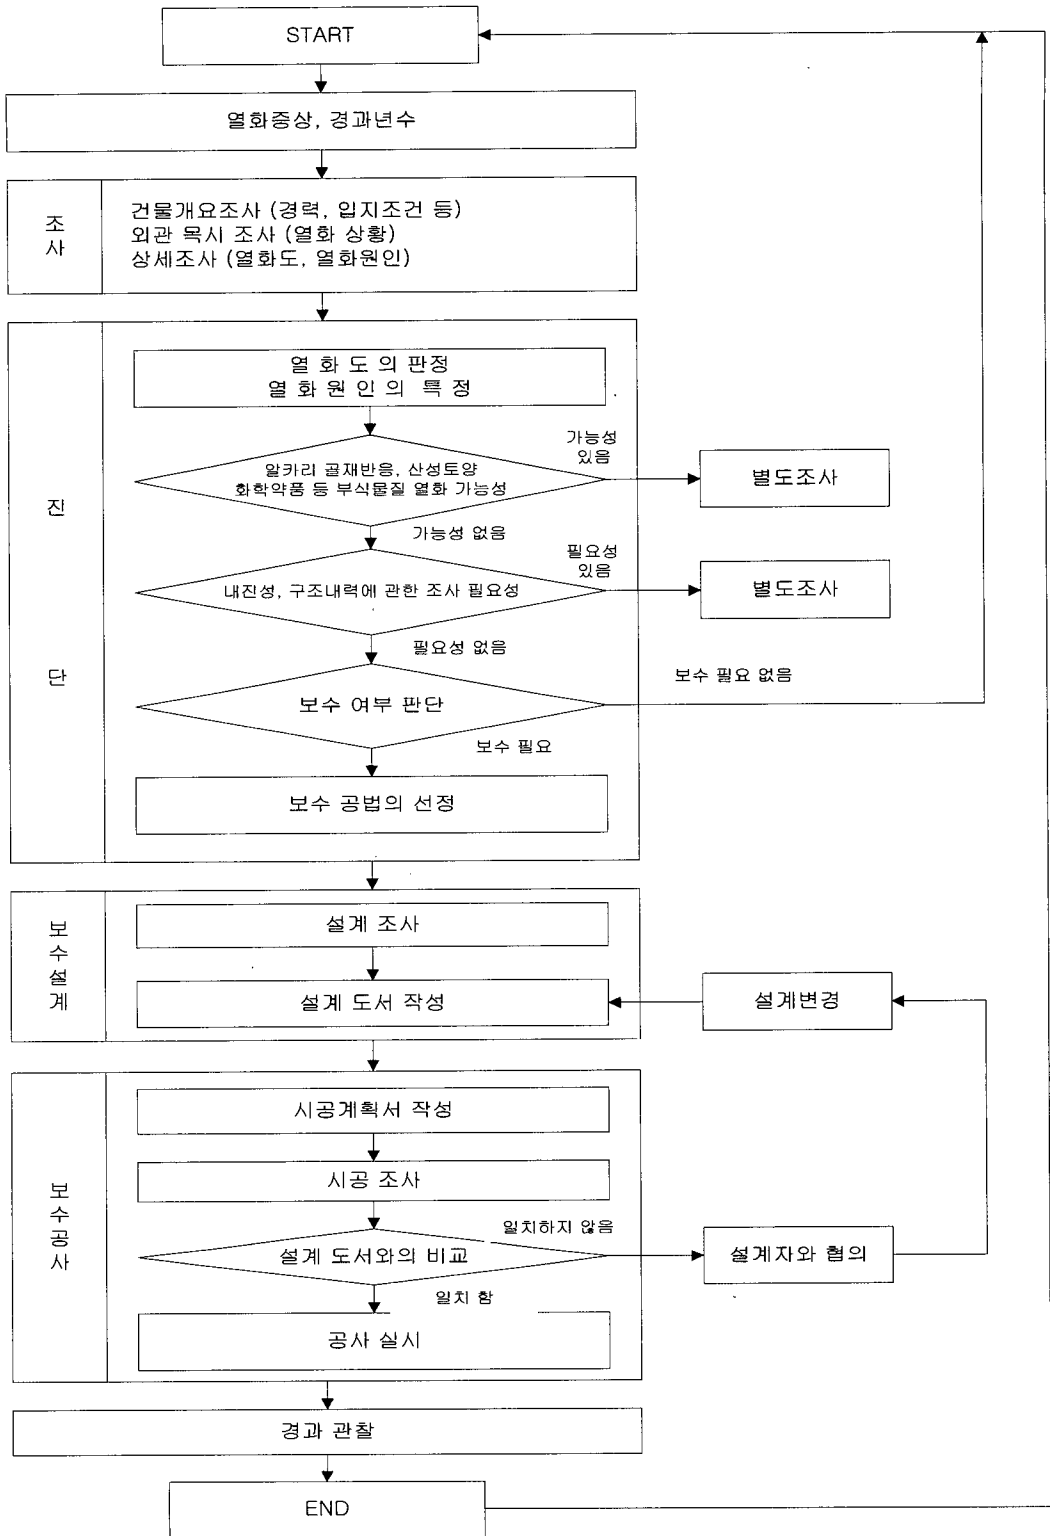 START
열화증상, 경과년수
조
사
건물개요조사 (경력, 입지조건 등)
외관 목시 조사 (열화 상황)
상세조사 (열화도, 열화원인)
진
단
열 화 도 의 판정
열 화 원 인 의 특 정
알카리 골재반응, 산성토양
화학약품 등 부식물질 열화 가능성
가능성
있음
별도조사
가능성 없음
내진성, 구조내력에 관한 조사 필요성
필요성
있음
별도조사
필요성 없음
보수 여부 판단
보수 필요 없음
보수 필요
보수 공법의 선정
보
수
설
계
설계 조사
설계 도서 작성
설계변경
보
수
공
사
시공계획서 작성
시공 조사
설계 도서와의 비교
일치하지 않음
설계자와 협의
일치 함
공사 실시
경과 관찰
END